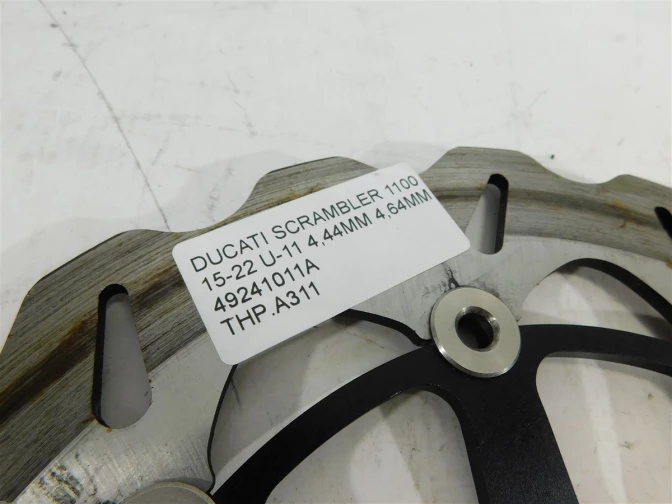 DUCATI SCRAMBLER 1100
15-22 U-11 4,44MM 4,64MM
49241011A
THP.A311